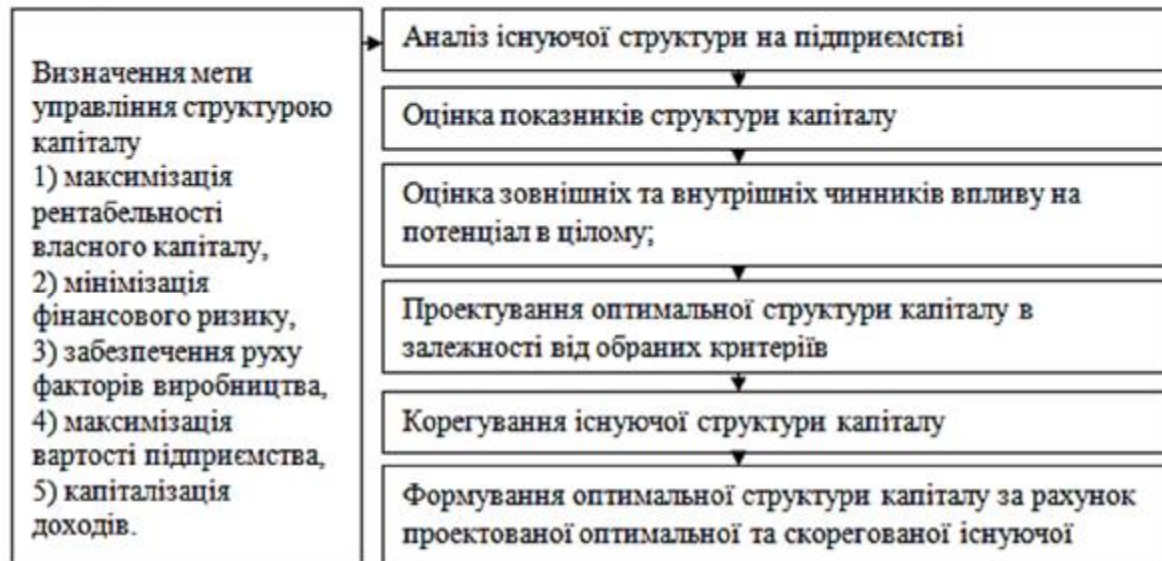 Визначення мети
управління структурою
капіталу
1) максимізація
рентабельності
власного капіталу,
2) мінімізація
фінансового ризику,
3) забезпечення руху
факторів виробництва,
4) максимізація
вартості підприємства,
5) капіталізація
доходів.
Аналіз існуючої структури на підприємстві
Оцінка показників структури капіталу
Оцінка зовнішніх та внутрішніх чинників впливу на
потенціал в цілому;
Проектування оптимальної структури капіталу в
залежності від обраних критеріїв
Корегування існуючої структури капіталу
Формування оптимальної структури капіталу за рахунок
проектованої оптимальної та скорегованої існуючої